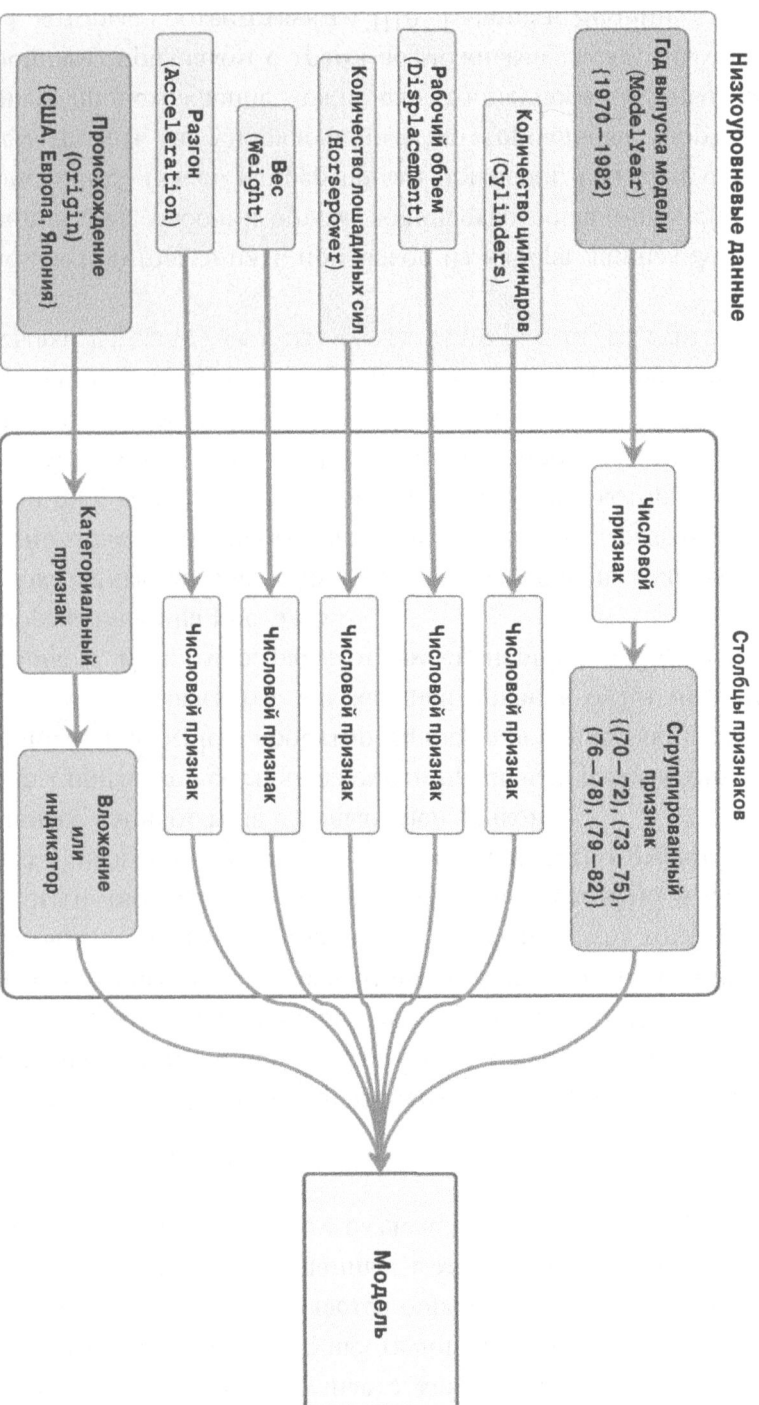 Низкоуровневые данные
Год выпуска модели
(ModelYear)
{1970—1982}
Количество цилиндров
(Cylinders)
Рабочий объем
(Displacement)
Количество лошадиных сил
(Horsepower)
Вес
(Weight)
Разгон
(Acceleration)
Происхождение
(Origin)
{США, Европа, Япония}
Столбцы признаков
Числовой
признак
Сгруппированный
признак
{(70—72), (73—75),
(76—78), (79—82)}
Числовой признак
Числовой признак
Числовой признак
Числовой признак
Числовой признак
Категориальный
признак
Вложение
или
индикатор
Модель